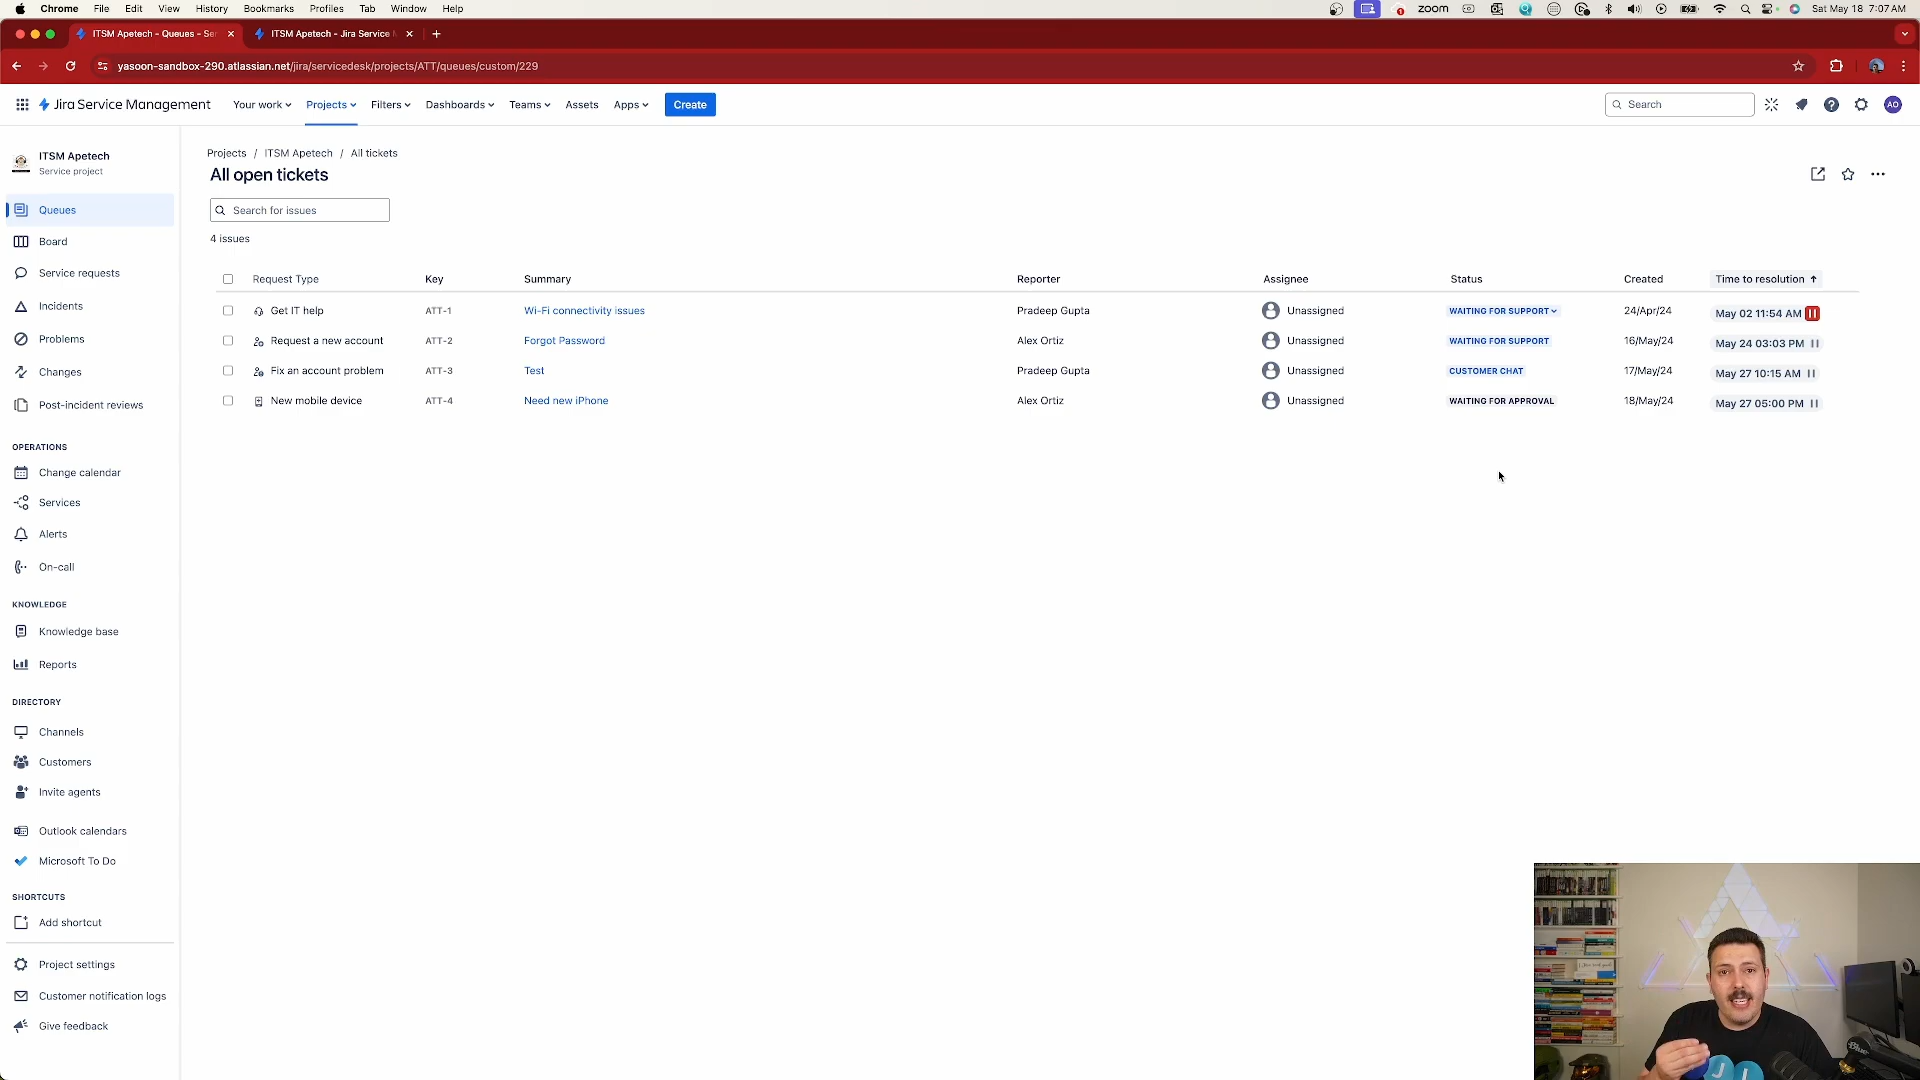 Chrome File Edit View History Bookmarks Profiles Tab Window Help
zoom
Sat May 18 7:07 AM
ITSM Apetech - Queues - Ser
ITSM Apetech - Jira Service
yasoon-sandbox-290.atlassian.net/jira/servicedesk/projects/ATT/queues/custom/229
Jira Service Management
Your work
Projects
Filters
Dashboards
Teams
Assets
Apps
Create
Search
AO
ITSM Apetech
Service project
Queues
Board
Service requests
Incidents
Problems
Changes
Post-incident reviews
OPERATIONS
Change calendar
Services
Alerts
On-call
KNOWLEDGE
Knowledge base
Reports
DIRECTORY
Channels
Customers
Invite agents
Outlook calendars
Microsoft To Do
SHORTCUTS
Add shortcut
Project settings
Customer notification logs
Give feedback
Projects / ITSM Apetech / All tickets
All open tickets
Search for issues
4 issues
Request Type Key Summary Reporter Assignee Status Created Time to resolution
Get IT help ATT-1 Wi-Fi connectivity issues Pradeep Gupta Unassigned WAITING FOR SUPPORT 24/Apr/24 May 02 11:54 AM
Request a new account ATT-2 Forgot Password Alex Ortiz Unassigned WAITING FOR SUPPORT 16/May/24 May 24 03:03 PM
Fix an account problem ATT-3 Test Pradeep Gupta Unassigned CUSTOMER CHAT 17/May/24 May 27 10:15 AM
New mobile device ATT-4 Need new iPhone Alex Ortiz Unassigned WAITING FOR APPROVAL 18/May/24 May 27 05:00 PM
Blue
J J